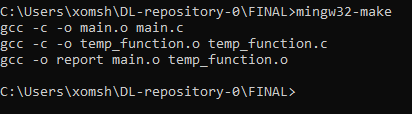 C:\Users\xomsh\DL-repository-0\FINAL>mingw32-make
gcc -c -o main.o main.c
gcc -c -o temp_function.o temp_function.c
gcc -o report main.o temp_function.o
C:\Users\xomsh\DL-repository-0\FINAL>